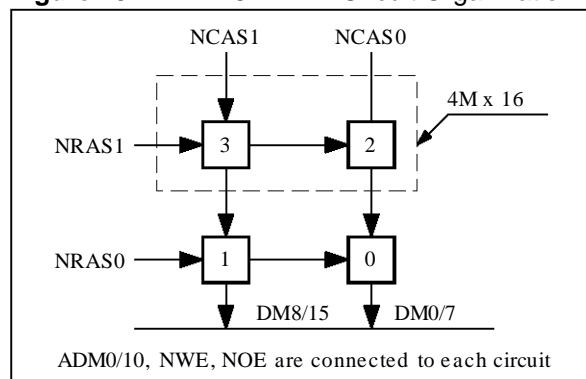 NCAS1 NCAS0
4M x 16
NRAS1 3 2
NRAS0 1 0
DM8/15 DM0/7
ADM0/10, NWE, NOE are connected to each circuit